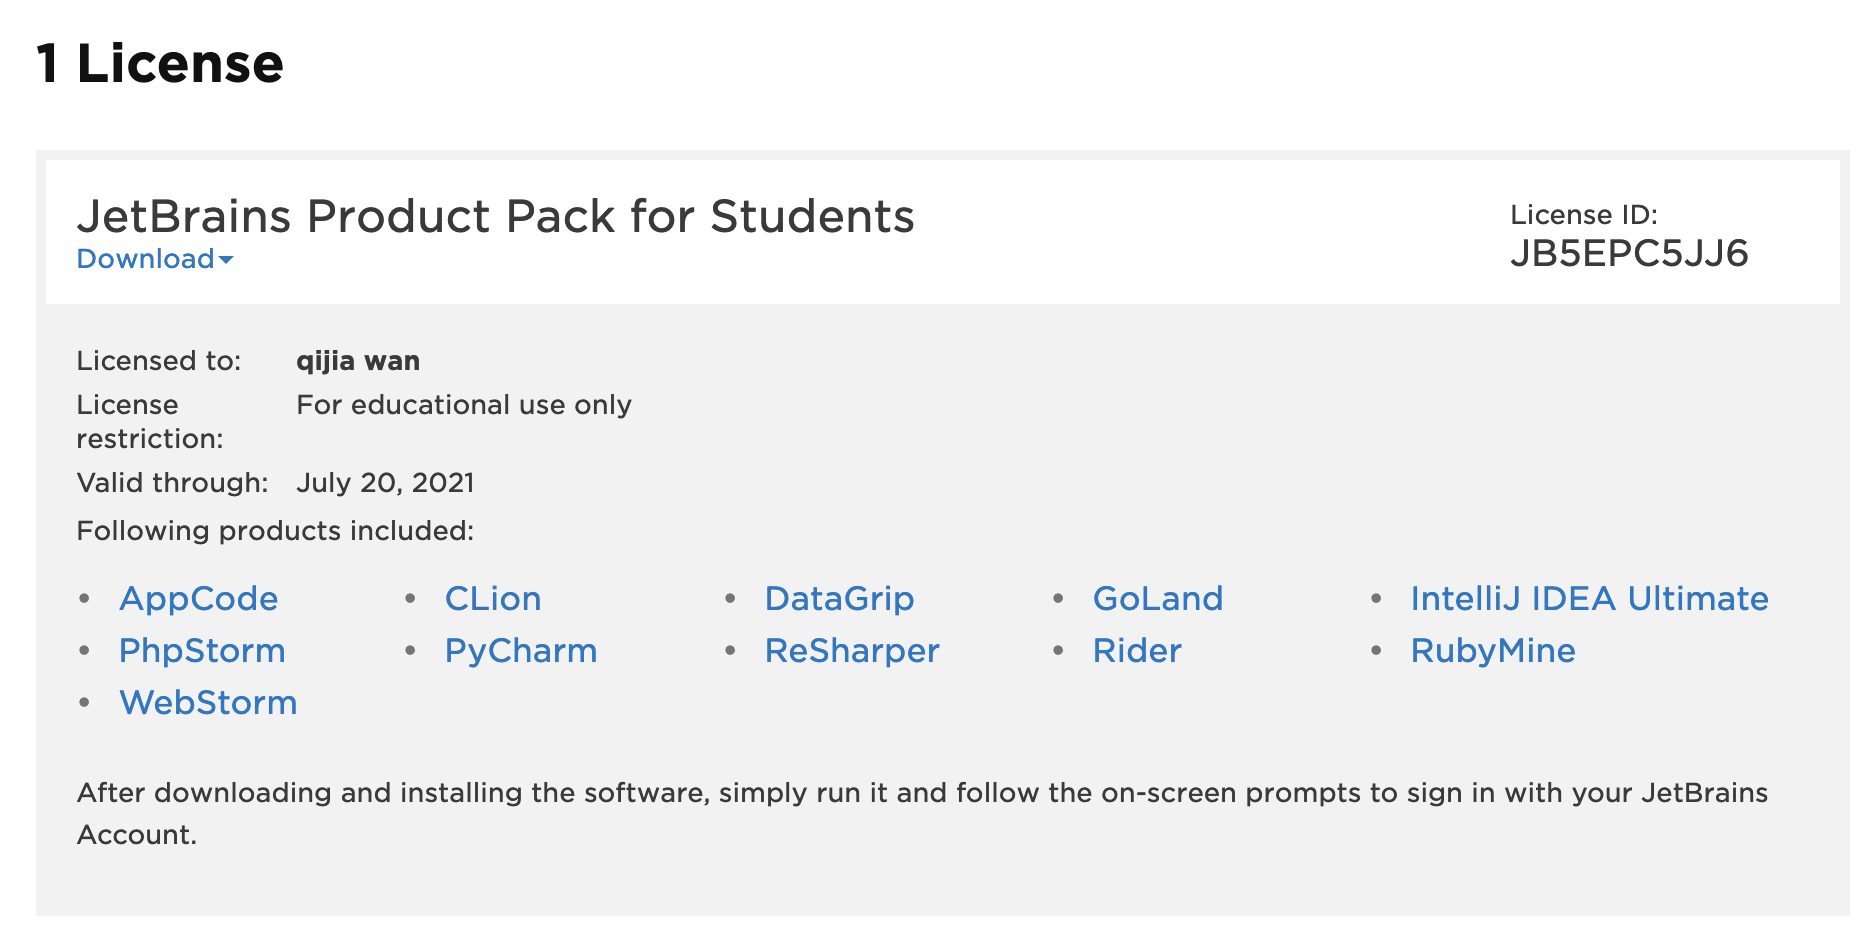 1 License
JetBrains Product Pack for Students
Download
License ID:
JB5EPC5JJ6
Licensed to: qijia wan
License restriction: For educational use only
Valid through: July 20, 2021
Following products included:
• AppCode • CLion • DataGrip • GoLand • IntelliJ IDEA Ultimate
• PhpStorm • PyCharm • ReSharper • Rider • RubyMine
• WebStorm
After downloading and installing the software, simply run it and follow the on-screen prompts to sign in with your JetBrains
Account.